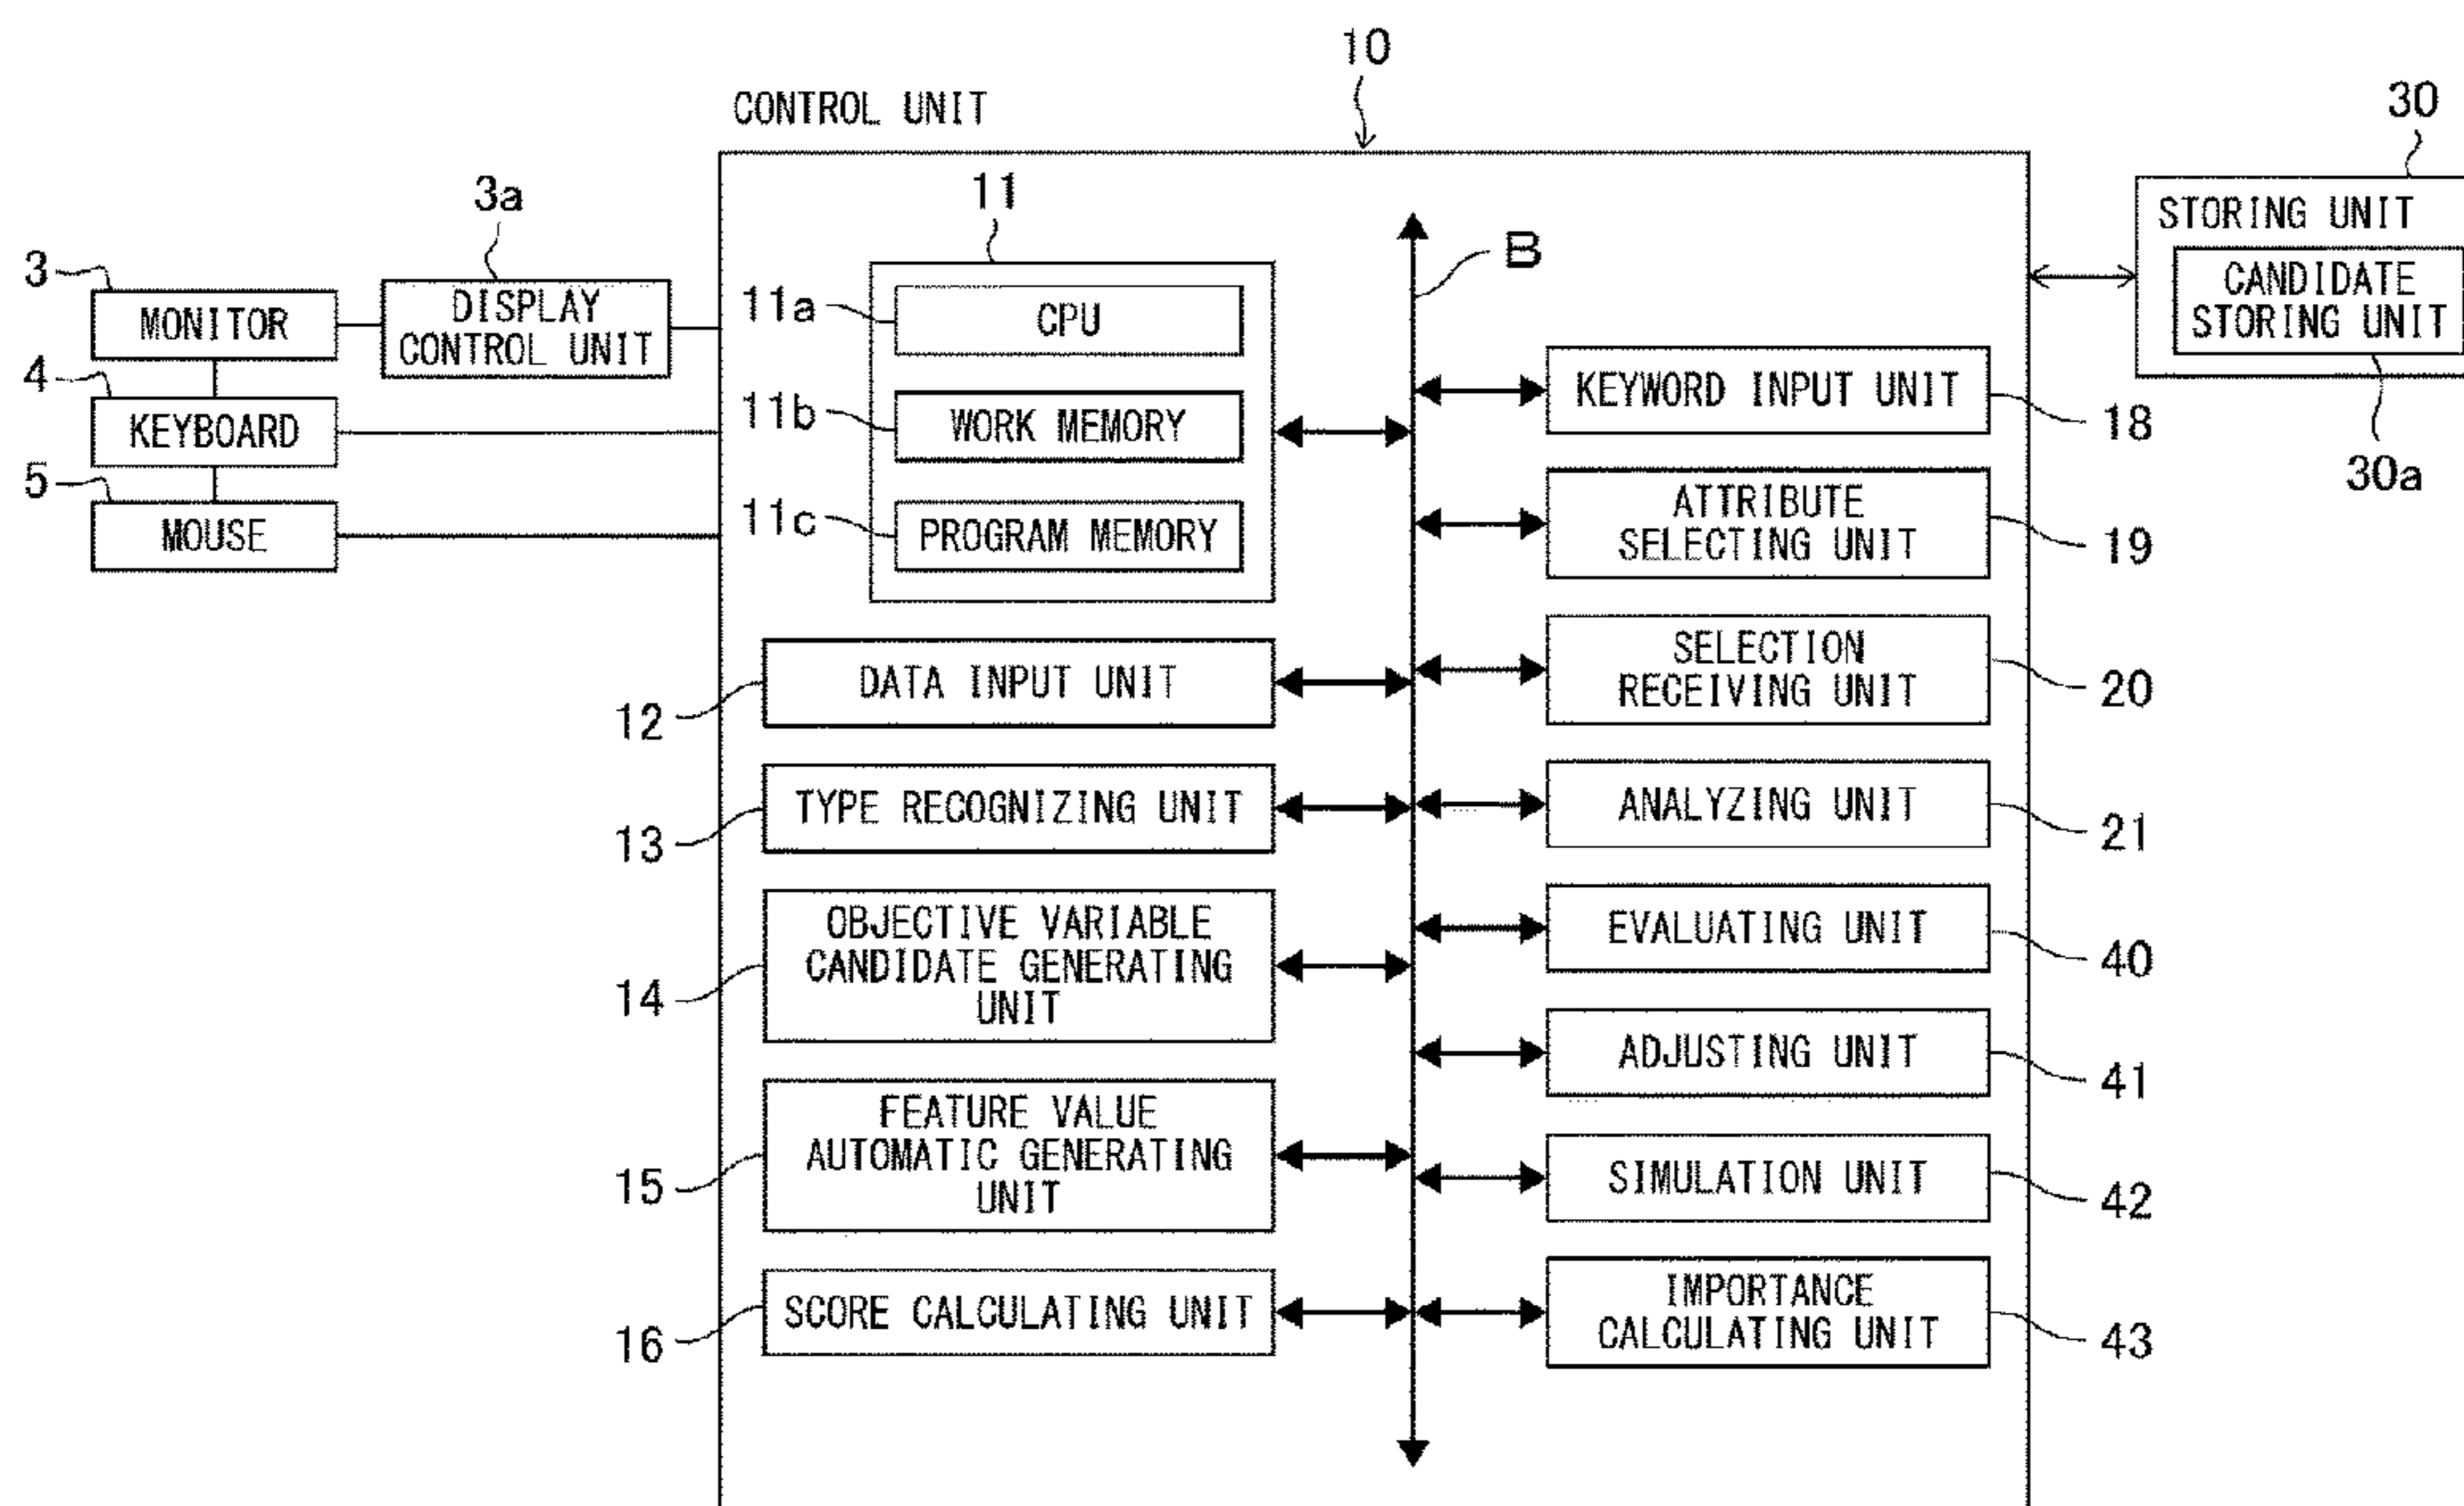 10
CONTROL UNIT
30
3a
11
STORING UNIT
B
3
CANDIDATE
STORING UNIT
MONITOR
DISPLAY
CONTROL UNIT
11a
CPU
4
KEYWORD INPUT UNIT
18
KEYBOARD
11b
WORK MEMORY
30a
5
MOUSE
11c
PROGRAM MEMORY
ATTRIBUTE
SELECTING UNIT
19
DATA INPUT UNIT
12
SELECTION
RECEIVING UNIT
20
TYPE RECOGNIZING UNIT
13
ANALYZING UNIT
21
OBJECTIVE VARIABLE
CANDIDATE GENERATING
UNIT
14
EVALUATING UNIT
40
ADJUSTING UNIT
41
FEATURE VALUE
AUTOMATIC GENERATING
UNIT
15
SIMULATION UNIT
42
SCORE CALCULATING UNIT
16
IMPORTANCE
CALCULATING UNIT
43